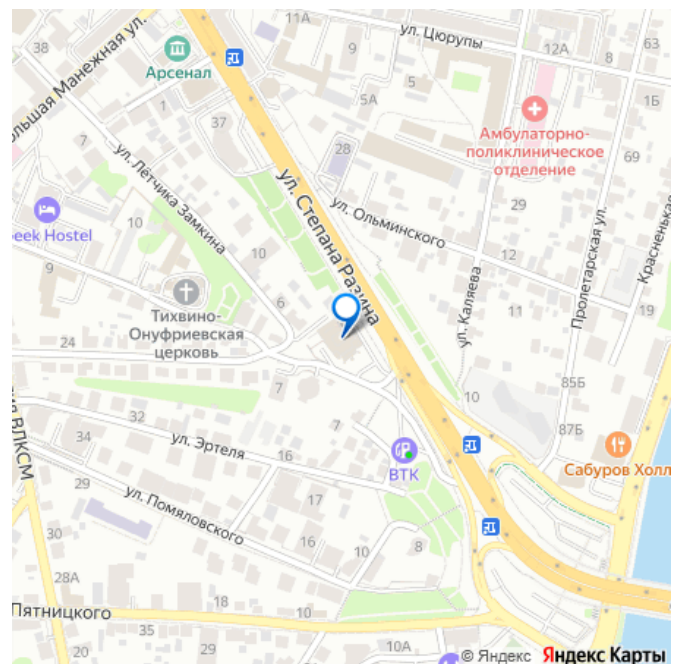 38
11А
ул. Цюрупы
63
12А
8
9
Арсенал
ольшая Манежная ул.
5А
1Б
Амбулаторно-
поликлиническое
отделение
7
1
37
28
69
ул. Лётчика Замкина
ул. Степана Разина
ул. Ольминского
29
Пролетарская ул.
Красненькая
eek Hostel
10
10
12
9
6
11
19
ул. Каляева
Тихвино-
Онуфриевская
церковь
24
7
10
85Б
ия ВЛКСМ
32
7
87Б
34
ул. Эртеля
16
ВТК
Сабуров Холл
29
ул. Помяловского
17
30
16
10
8
28А
Пятницкого
18
20
35
29
10А
© Яндекс Яндекс Карты